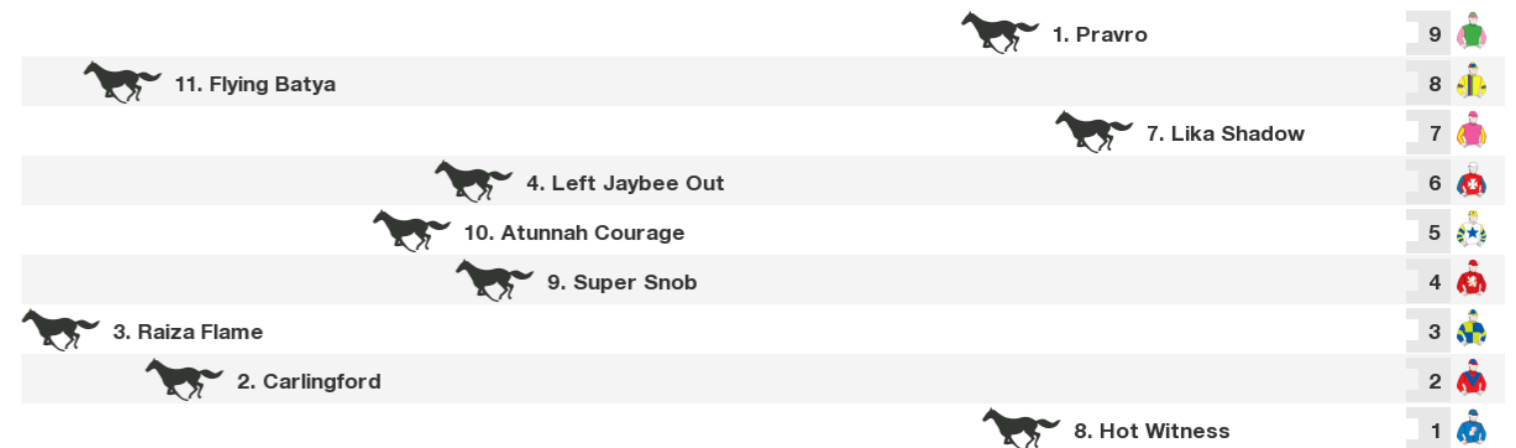 1. Pravro 9
11. Flying Batya 8
7. Lika Shadow 7
4. Left Jaybee Out 6
10. Atunnah Courage 5
9. Super Snob 4
3. Raiza Flame 3
2. Carlingford 2
8. Hot Witness 1